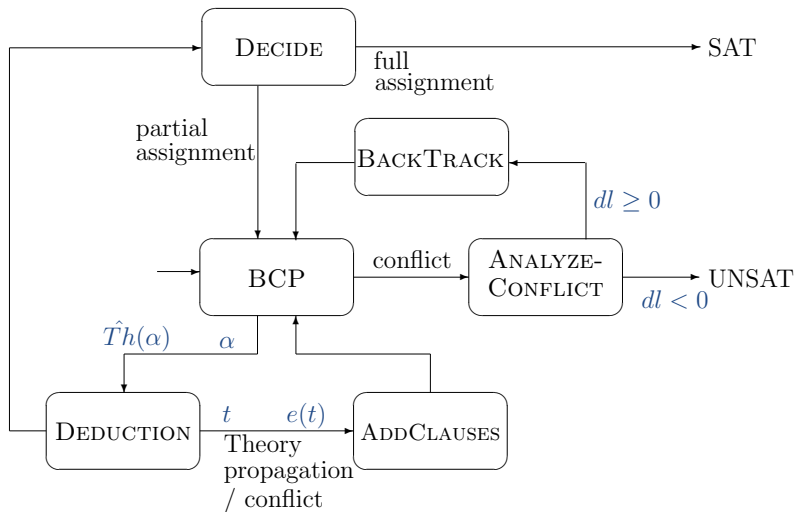 DECIDE
SAT
full
assignment
partial
assignment
BACKTRACK
dl ≥ 0
BCP
conflict
ANALYZE-
CONFLICT
UNSAT
dl < 0
T̂h(α)
α
DEDUCTION
t
e(t)
ADDCLAUSES
Theory
propagation
/ conflict